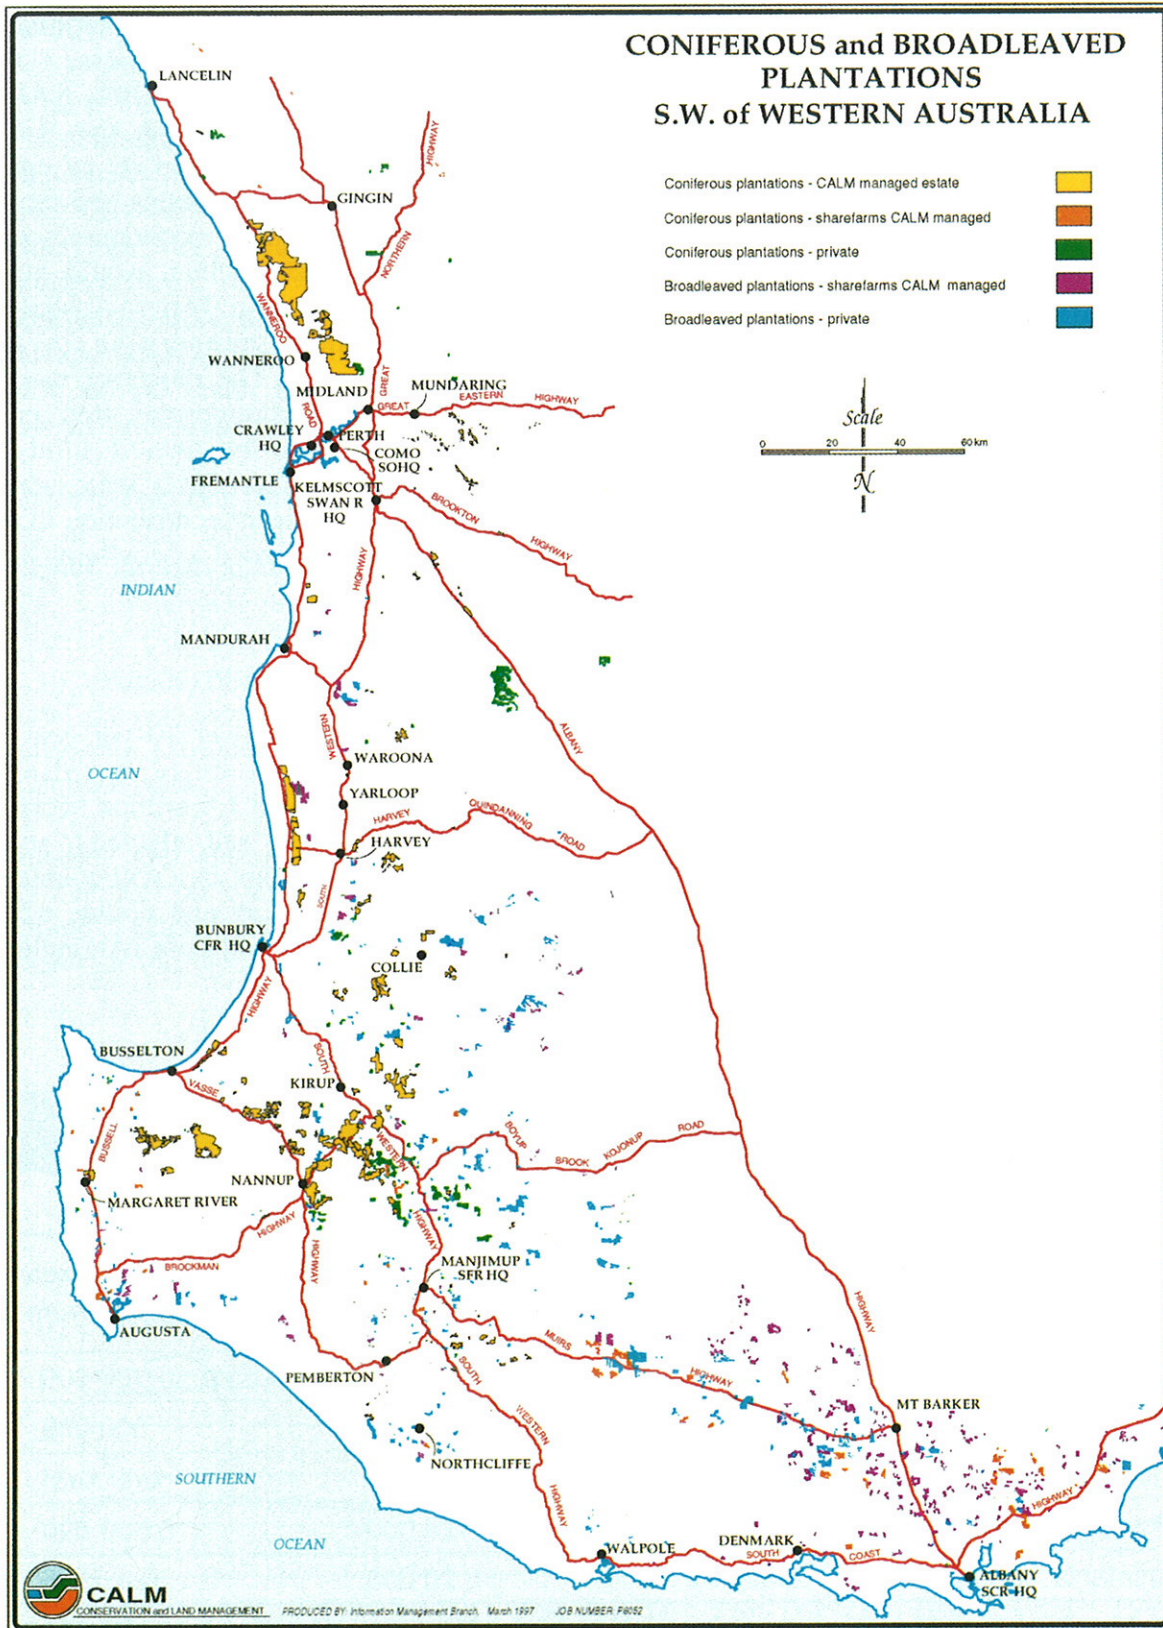 CONIFEROUS and BROADLEAVED
PLANTATIONS
S.W. of WESTERN AUSTRALIA
Coniferous plantations - CALM managed estate
Coniferous plantations - sharefarms CALM managed
Coniferous plantations - private
Broadleaved plantations - sharefarms CALM managed
Broadleaved plantations - private
Scale
0 20 40 60 km
N
LANCELIN
GINGIN
HIGHWAY
NORTHERN
GREAT
WANNEROO
ROAD
WANNEROO
MIDLAND
MUNDARING
GREAT EASTERN HIGHWAY
CRAWLEY
HQ
PERTH
COMO
SOHQ
FREMANTLE
KELMSCOTT
SWAN R
HQ
BROOKTON
HIGHWAY
HIGHWAY
INDIAN
MANDURAH
WESTERN
ALBANY
OCEAN
WAROONA
YARLOOP
HARVEY QUINDANNING ROAD
HARVEY
SOUTH
BUNBURY
CFR HQ
COLLIE
HIGHWAY
BUSSELTON
SOUTH
KIRUP
VASSE
BUSSELL
WESTERN
BOYUP BROOK KOJONUP ROAD
NANNUP
MARGARET RIVER
HIGHWAY
HIGHWAY
HIGHWAY
BROCKMAN
MANJIMUP
SFR HQ
HIGHWAY
AUGUSTA
MUIRS
HIGHWAY
PEMBERTON
SOUTH
WESTERN
HIGHWAY
MT BARKER
NORTHCLIFFE
SOUTHERN
OCEAN
HIGHWAY
WALPOLE
DENMARK
SOUTH COAST
ALBANY
SCR HQ
CALM
CONSERVATION and LAND MANAGEMENT
PRODUCED BY: Information Management Branch, March 1997 JOB NUMBER: P8052